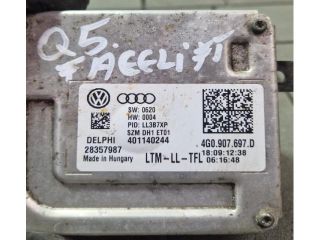 Q5
FACELIFT
SW: 0620
HW: 0004
PID: LL3B7XP
SZM DH1 ET01
DELPHI 401140244
28357987
Made in Hungary
LTM-LL-TFL
4G0.907.697.D
18:09:12:38
06:16:48